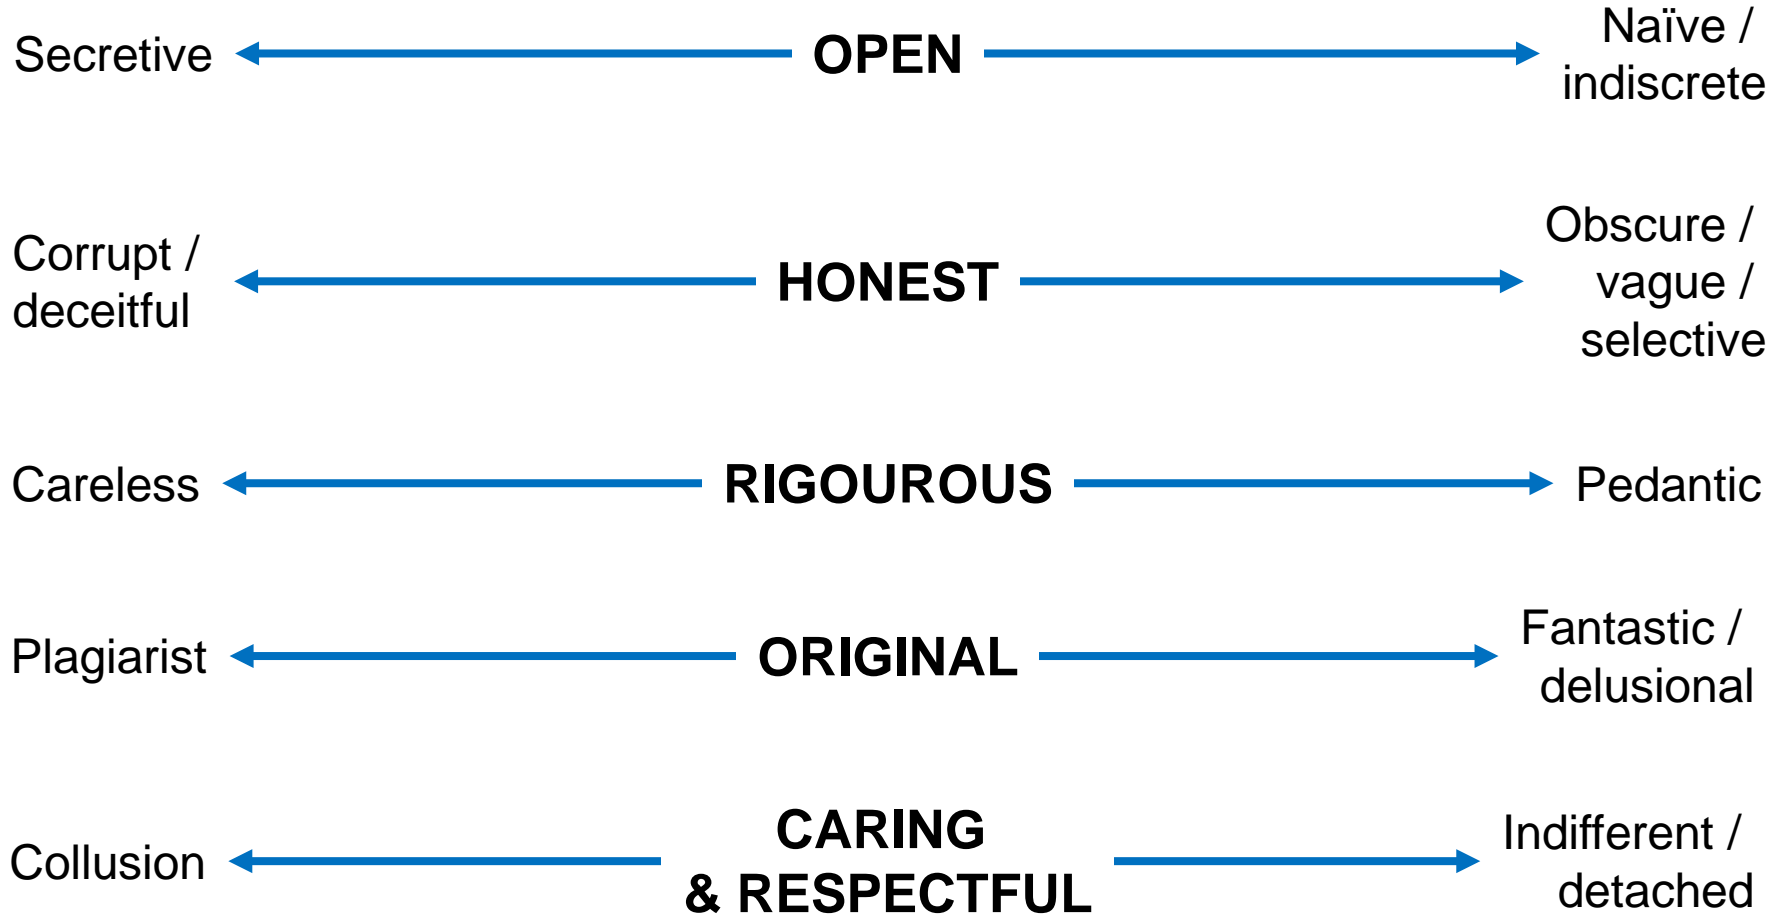 Secretive OPEN Naïve /
indiscrete
Corrupt /
deceitful
HONEST
Obscure /
vague /
selective
Careless RIGOUROUS Pedantic
Plagiarist ORIGINAL Fantastic /
delusional
Collusion
CARING
& RESPECTFUL
Indifferent /
detached